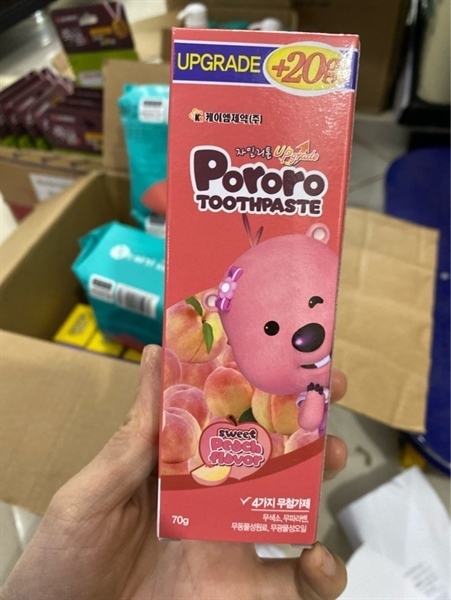 UPGRADE +20g
케이엠제약(주)
자일리톨 Upgrade
Pororo
TOOTHPASTE
sweet
Peach
flavor
4가지 무첨가제
무색소, 무파라벤,
무동물성원료, 무광물성오일
70g